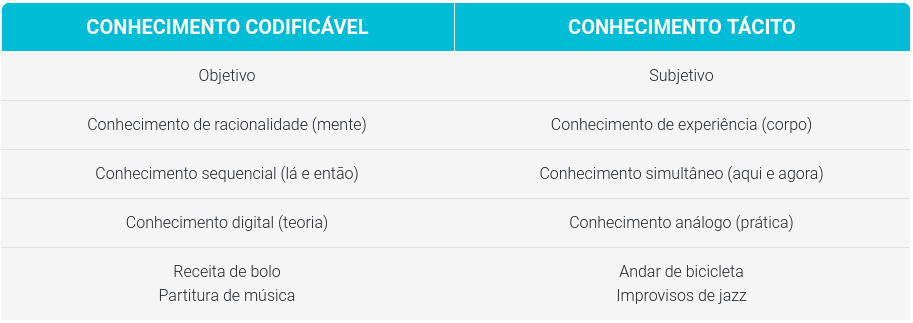 CONHECIMENTO CODIFICÁVEL CONHECIMENTO TÁCITO
Objetivo Subjetivo
Conhecimento de racionalidade (mente) Conhecimento de experiência (corpo)
Conhecimento sequencial (lá e então) Conhecimento simultâneo (aqui e agora)
Conhecimento digital (teoria) Conhecimento análogo (prática)
Receita de bolo Andar de bicicleta
Partitura de música Improvisos de jazz